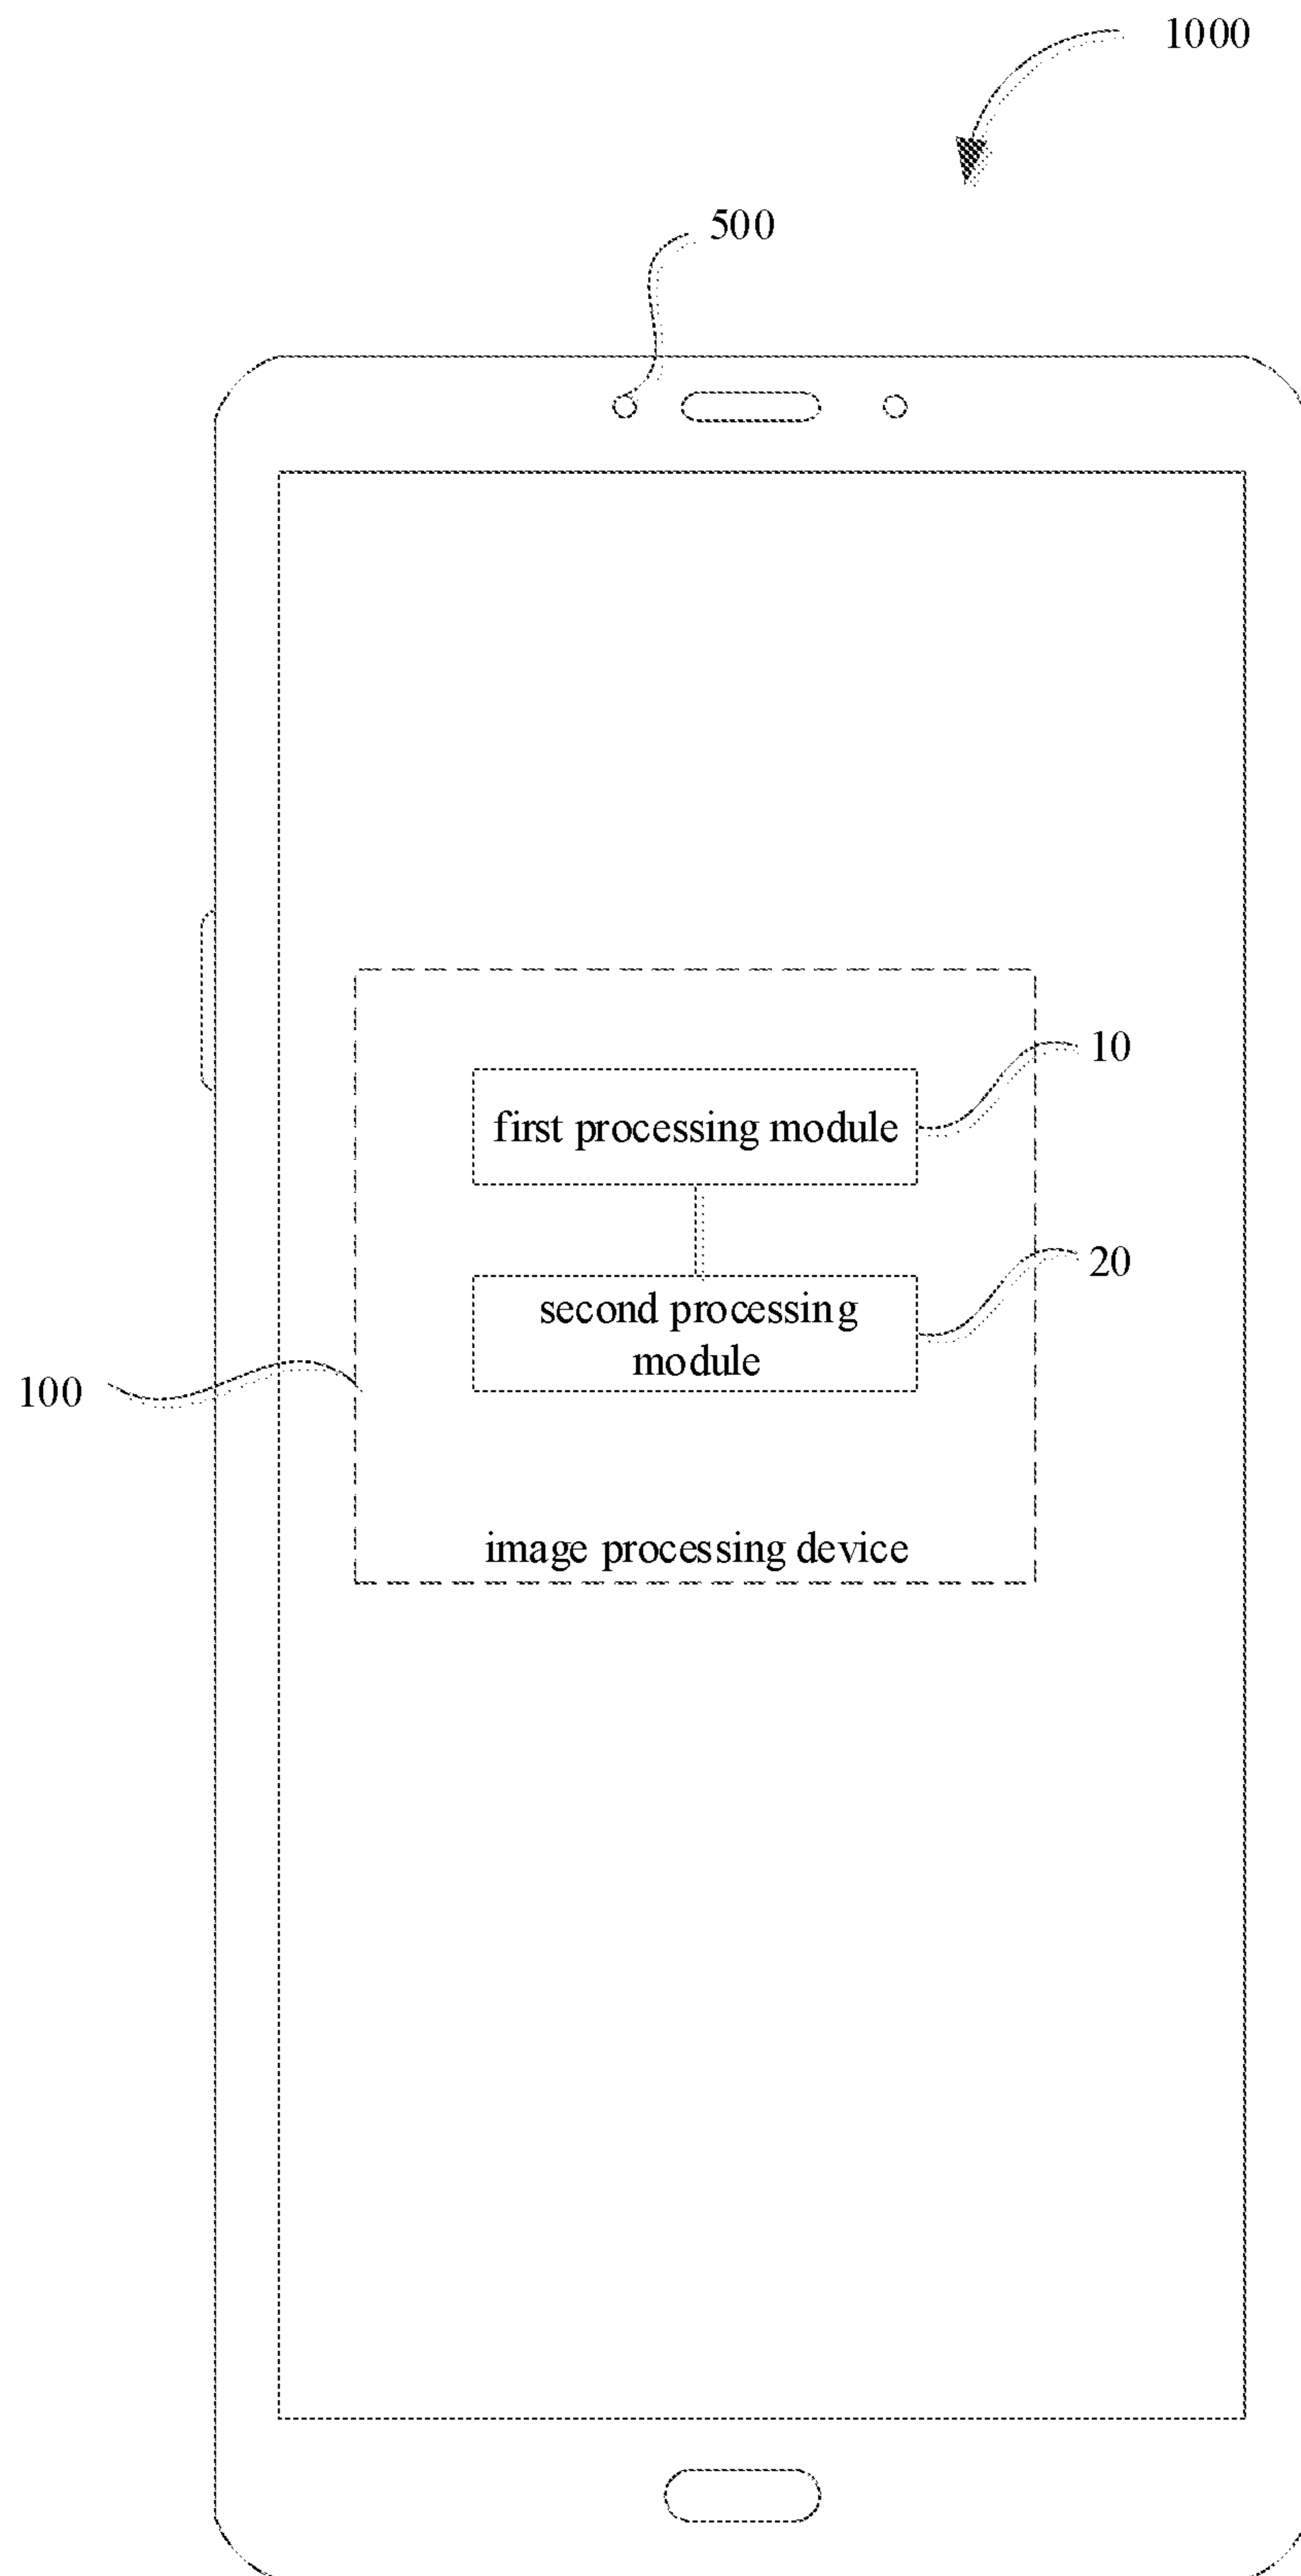 1000
500
10
first processing module
20
second processing
module
100
image processing device